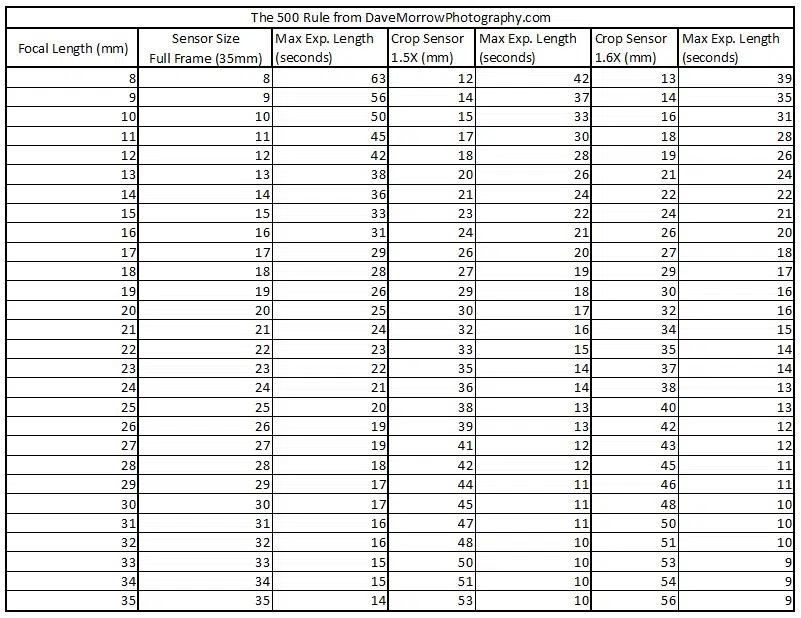 The 500 Rule from DaveMorrowPhotography.com
Focal Length (mm) Sensor Size Full Frame (35mm) Max Exp. Length (seconds) Crop Sensor 1.5X (mm) Max Exp. Length (seconds) Crop Sensor 1.6X (mm) Max Exp. Length (seconds)
8 8 63 12 42 13 39
9 9 56 14 37 14 35
10 10 50 15 33 16 31
11 11 45 17 30 18 28
12 12 42 18 28 19 26
13 13 38 20 26 21 24
14 14 36 21 24 22 22
15 15 33 23 22 24 21
16 16 31 24 21 26 20
17 17 29 26 20 27 18
18 18 28 27 19 29 17
19 19 26 29 18 30 16
20 20 25 30 17 32 16
21 21 24 32 16 34 15
22 22 23 33 15 35 14
23 23 22 35 14 37 14
24 24 21 36 14 38 13
25 25 20 38 13 40 13
26 26 19 39 13 42 12
27 27 19 41 12 43 12
28 28 18 42 12 45 11
29 29 17 44 11 46 11
30 30 17 45 11 48 10
31 31 16 47 11 50 10
32 32 16 48 10 51 10
33 33 15 50 10 53 9
34 34 15 51 10 54 9
35 35 14 53 10 56 9